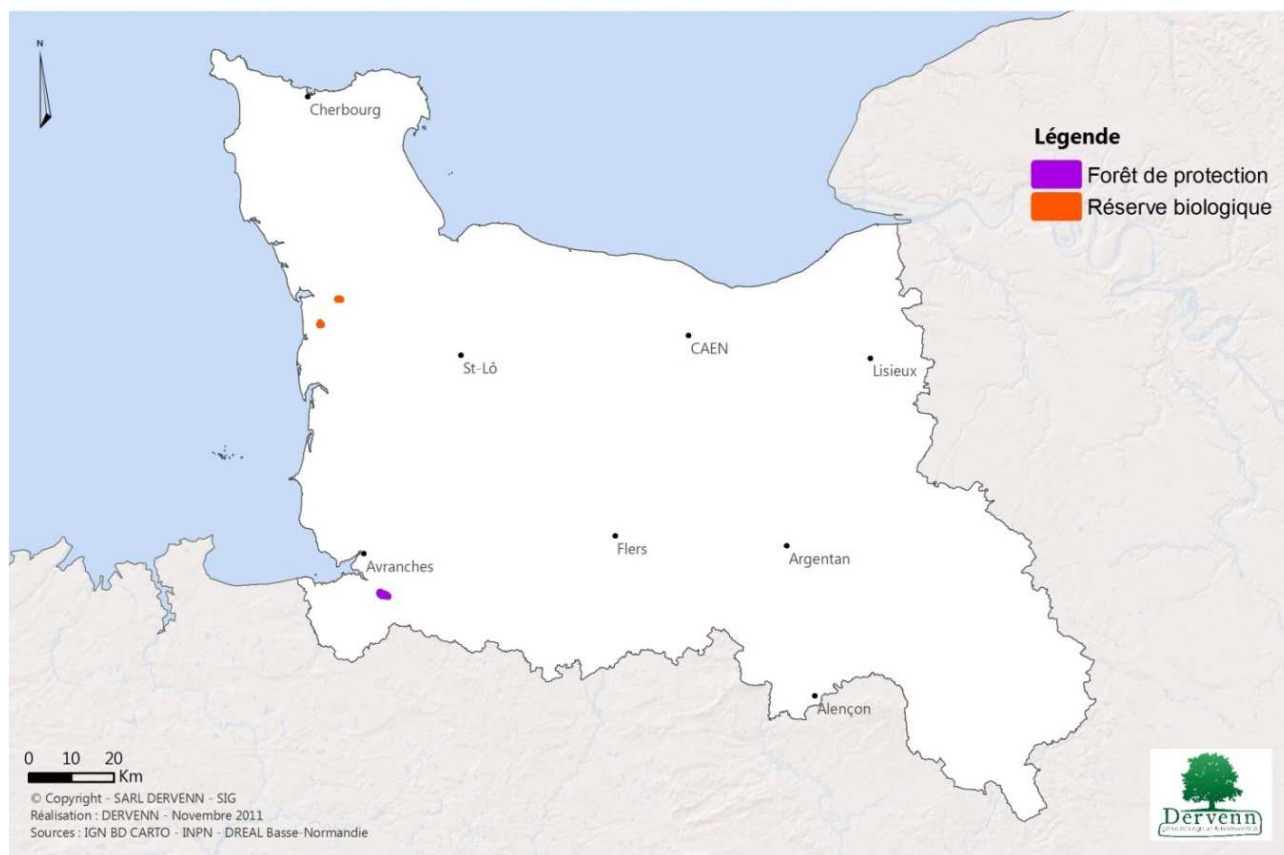 N
Cherbourg
Légende
Forêt de protection
Réserve biologique
CAEN
St-Lô
Lisieux
Flers
Argentan
Avranches
Alençon
0 10 20
Km
© Copyright - SARL DERVENN - SIG
Réalisation : DERVENN - Novembre 2011
Sources : IGN BD CARTO - INPN - DREAL Basse-Normandie
Dervenn